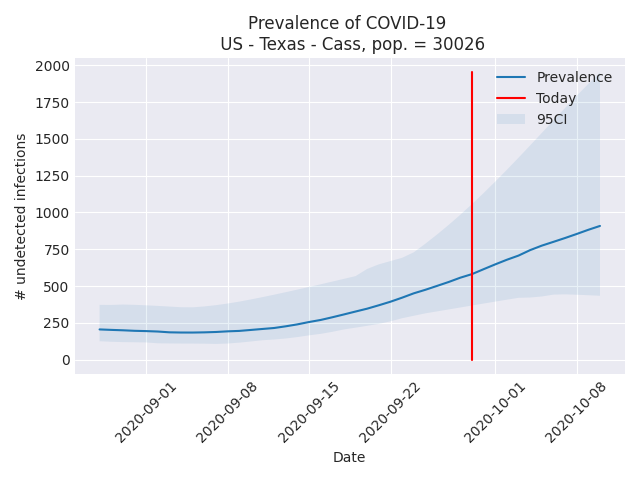 Prevalence of COVID-19
US - Texas - Cass, pop. = 30026
2000
1750
1500
1250
1000
750
500
250
0
# undetected infections
Prevalence
Today
95CI
2020-09-01
2020-09-08
2020-09-15
2020-09-22
2020-10-01
2020-10-08
Date